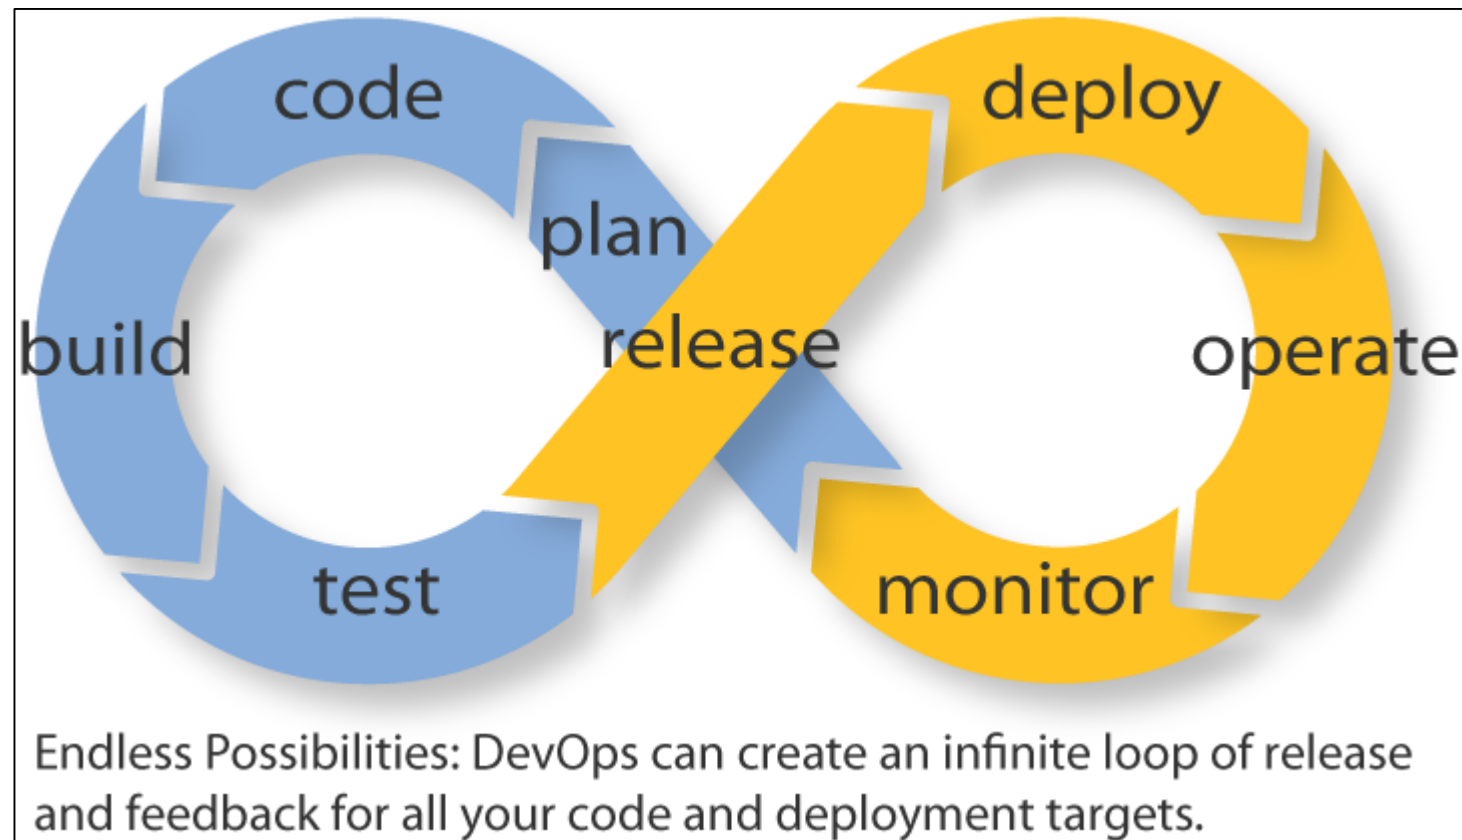 code
deploy
plan
build
release
operate
test
monitor
Endless Possibilities: DevOps can create an infinite loop of release
and feedback for all your code and deployment targets.